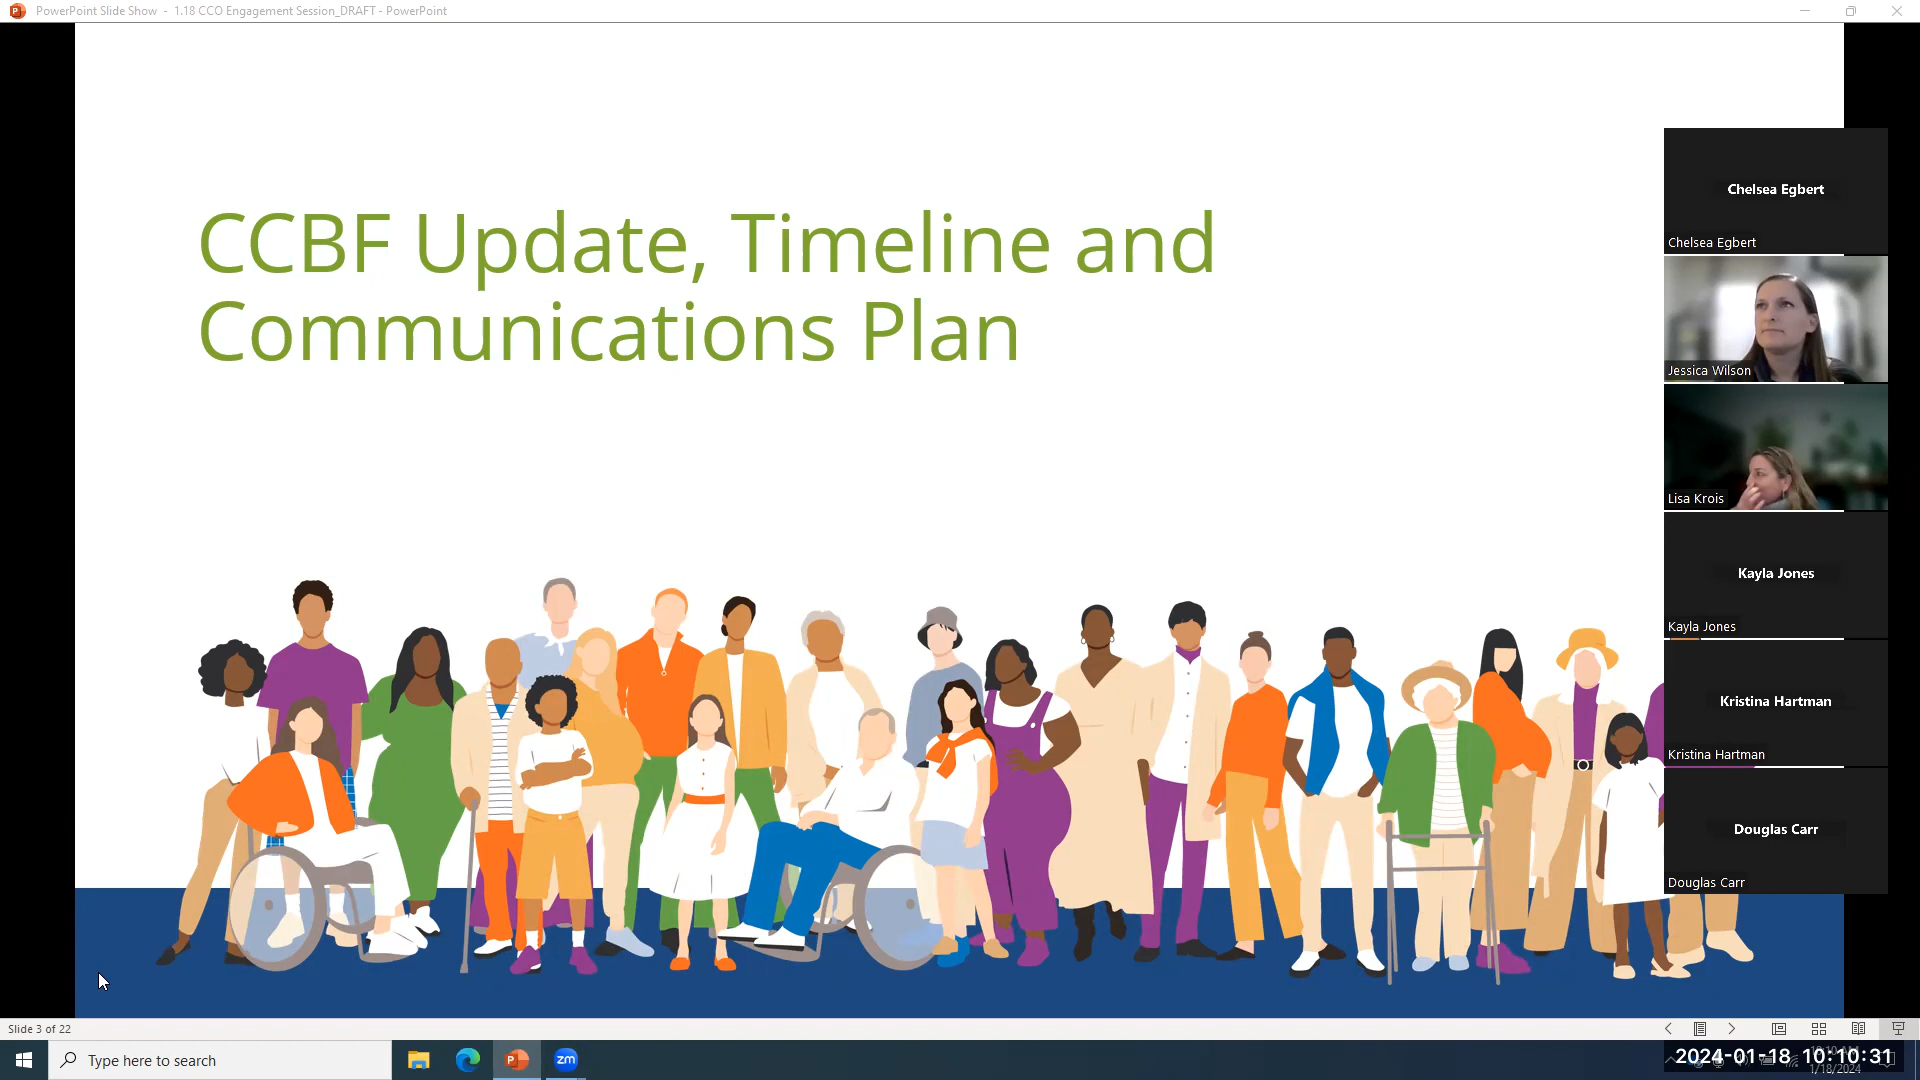 PowerPoint Slide Show - 1.18 CCO Engagement Session_DRAFT - PowerPoint
CCBF Update, Timeline and
Communications Plan
Chelsea Egbert
Chelsea Egbert
Jessica Wilson
Lisa Krois
Kayla Jones
Kayla Jones
Kristina Hartman
Kristina Hartman
Douglas Carr
Douglas Carr
Slide 3 of 22
Type here to search
zm
2024-01-18 10:10:31
1/18/2024